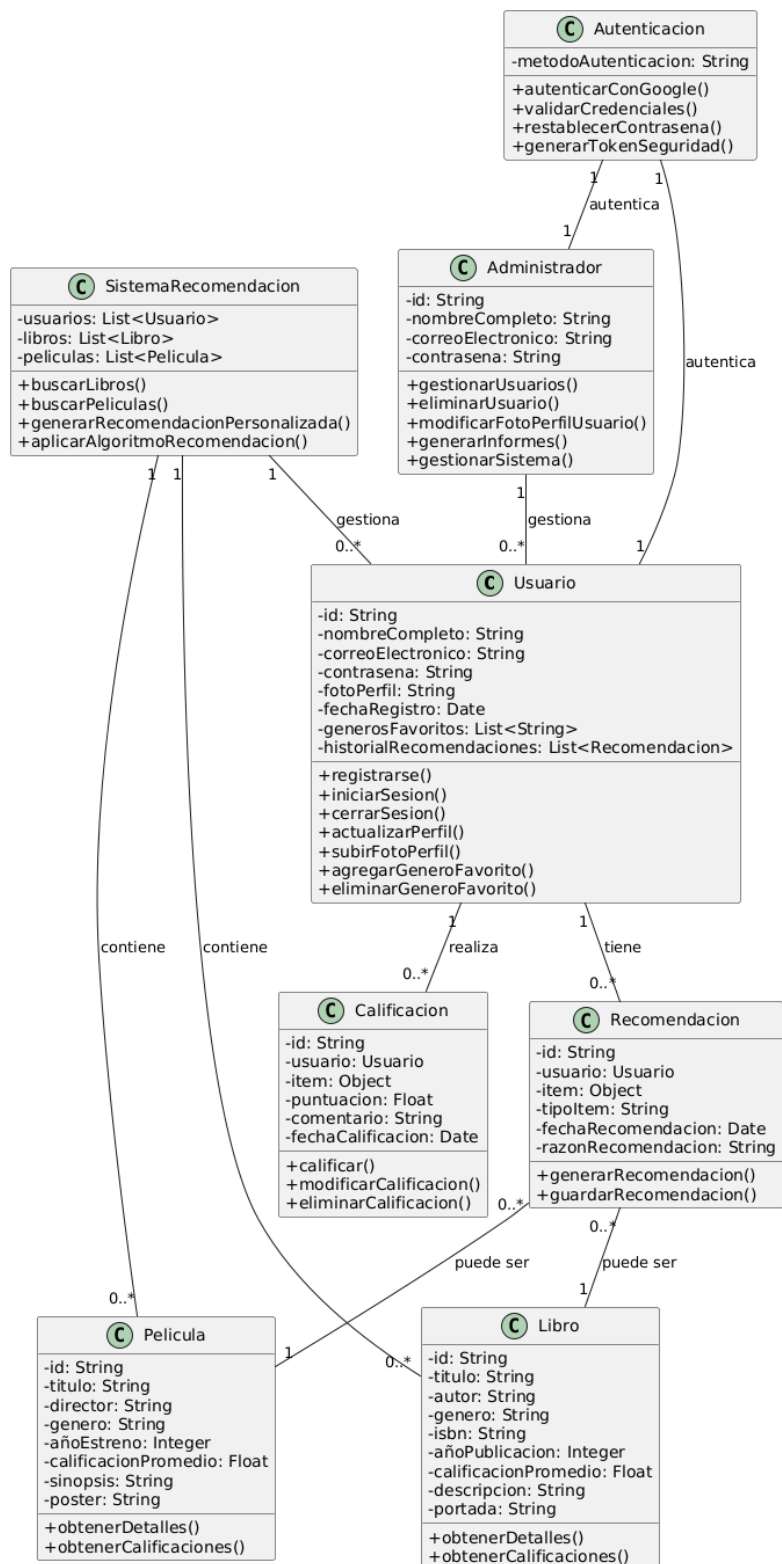 C Autenticacion
-metodoAutenticacion: String
+autenticarConGoogle()
+validarCredenciales()
+restablecerContrasena()
+generarTokenSeguridad()
1
1
autentica
1
autentica
C Administrador
-id: String
-nombreCompleto: String
-correoElectronico: String
-contrasena: String
+gestionarUsuarios()
+eliminarUsuario()
+modificarFotoPerfilUsuario()
+generarInformes()
+gestionarSistema()
C SistemaRecomendacion
-usuarios: List<Usuario>
-libros: List<Libro>
-peliculas: List<Pelicula>
+buscarLibros()
+buscarPeliculas()
+generarRecomendacionPersonalizada()
+aplicarAlgoritmoRecomendacion()
1
1
1
1
gestiona
gestiona
0..*
0..*
1
C Usuario
-id: String
-nombreCompleto: String
-correoElectronico: String
-contrasena: String
-fotoPerfil: String
-fechaRegistro: Date
-generosFavoritos: List<String>
-historialRecomendaciones: List<Recomendacion>
+registrarse()
+iniciarSesion()
+cerrarSesion()
+actualizarPerfil()
+subirFotoPerfil()
+agregarGeneroFavorito()
+eliminarGeneroFavorito()
1
1
contiene
contiene
realiza
tiene
0..*
0..*
C Calificacion
-id: String
-usuario: Usuario
-item: Object
-puntuacion: Float
-comentario: String
-fechaCalificacion: Date
+calificar()
+modificarCalificacion()
+eliminarCalificacion()
C Recomendacion
-id: String
-usuario: Usuario
-item: Object
-tipoItem: String
-fechaRecomendacion: Date
-razonRecomendacion: String
+generarRecomendacion()
+guardarRecomendacion()
0..*
0..*
puede ser
puede ser
0..*
1
1
0..*
C Pelicula
-id: String
-titulo: String
-director: String
-genero: String
-añoEstreno: Integer
-calificacionPromedio: Float
-sinopsis: String
-poster: String
+obtenerDetalles()
+obtenerCalificaciones()
C Libro
-id: String
-titulo: String
-autor: String
-genero: String
-isbn: String
-añoPublicacion: Integer
-calificacionPromedio: Float
-descripcion: String
-portada: String
+obtenerDetalles()
+obtenerCalificaciones()